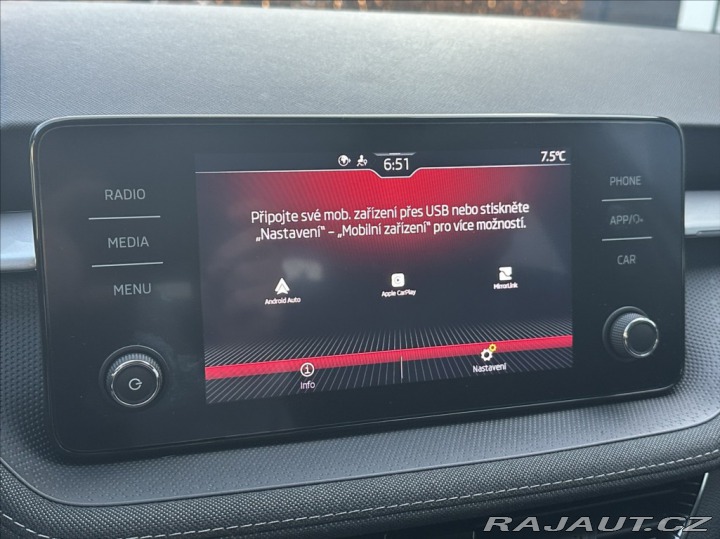 6:51
7.5°C
RADIO
MEDIA
MENU
Připojte své mob. zařízení přes USB nebo stiskněte
„Nastavení“ – „Mobilní zařízení“ pro více možností.
Android Auto
Apple CarPlay
MirrorLink
Info
Nastavení
PHONE
APP/
CAR
RAJAUT.CZ